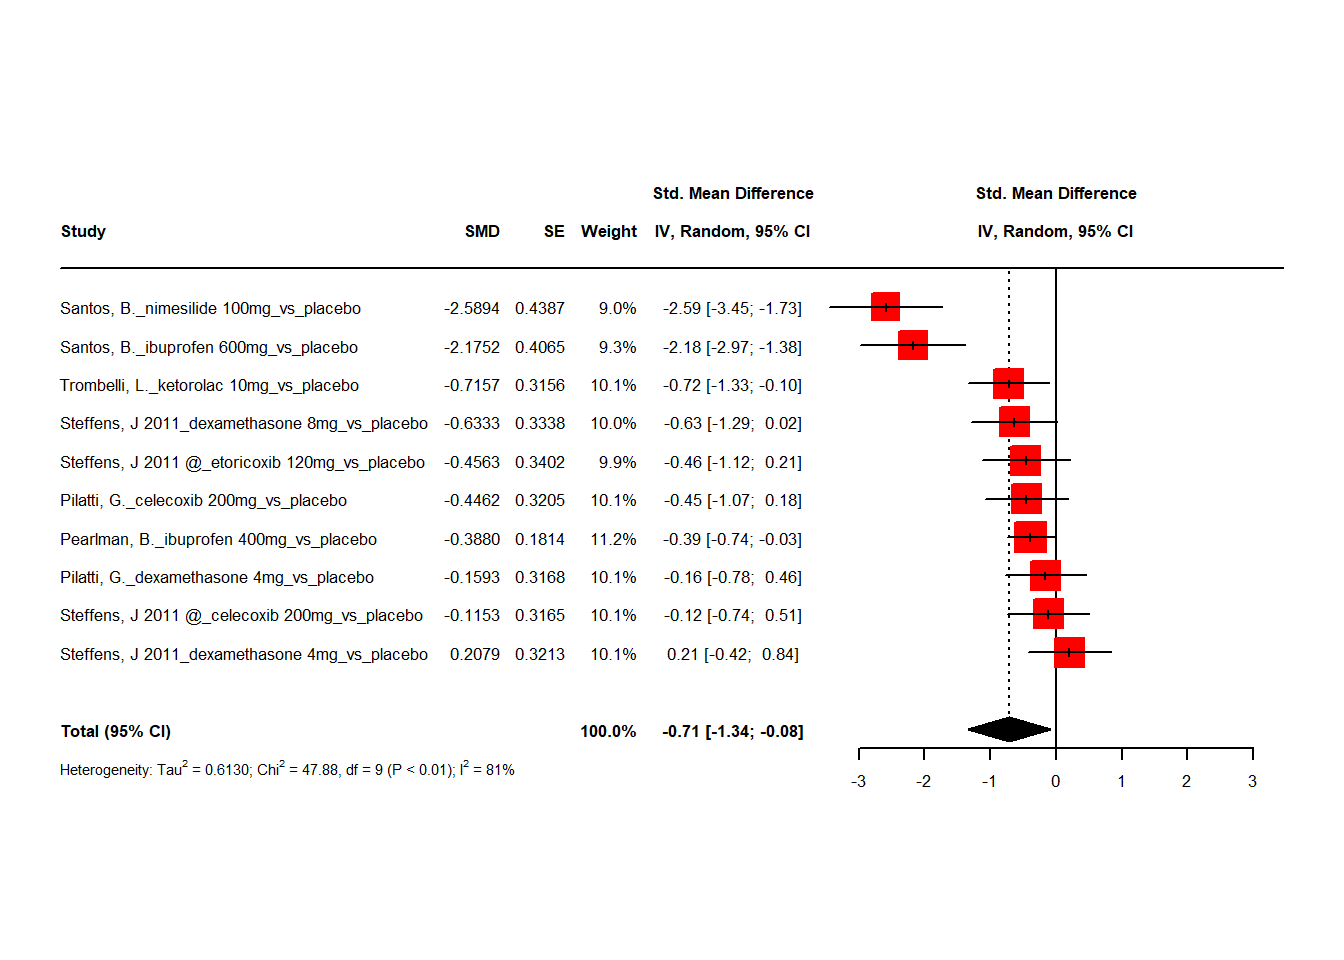 Std. Mean Difference Std. Mean Difference
Study SMD SE Weight IV, Random, 95% CI IV, Random, 95% CI
Santos, B._nimesilide 100mg_vs_placebo -2.5894 0.4387 9.0% -2.59 [-3.45; -1.73]
Santos, B._ibuprofen 600mg_vs_placebo -2.1752 0.4065 9.3% -2.18 [-2.97; -1.38]
Trombelli, L._ketorolac 10mg_vs_placebo -0.7157 0.3156 10.1% -0.72 [-1.33; -0.10]
Steffens, J 2011_dexamethasone 8mg_vs_placebo -0.6333 0.3338 10.0% -0.63 [-1.29; 0.02]
Steffens, J 2011 @_etoricoxib 120mg_vs_placebo -0.4563 0.3402 9.9% -0.46 [-1.12; 0.21]
Pilatti, G._celecoxib 200mg_vs_placebo -0.4462 0.3205 10.1% -0.45 [-1.07; 0.18]
Pearlman, B._ibuprofen 400mg_vs_placebo -0.3880 0.1814 11.2% -0.39 [-0.74; -0.03]
Pilatti, G._dexamethasone 4mg_vs_placebo -0.1593 0.3168 10.1% -0.16 [-0.78; 0.46]
Steffens, J 2011 @_celecoxib 200mg_vs_placebo -0.1153 0.3165 10.1% -0.12 [-0.74; 0.51]
Steffens, J 2011_dexamethasone 4mg_vs_placebo 0.2079 0.3213 10.1% 0.21 [-0.42; 0.84]
Total (95% CI) 100.0% -0.71 [-1.34; -0.08]
Heterogeneity: Tau² = 0.6130; Chi² = 47.88, df = 9 (P < 0.01); I² = 81%
-3 -2 -1 0 1 2 3